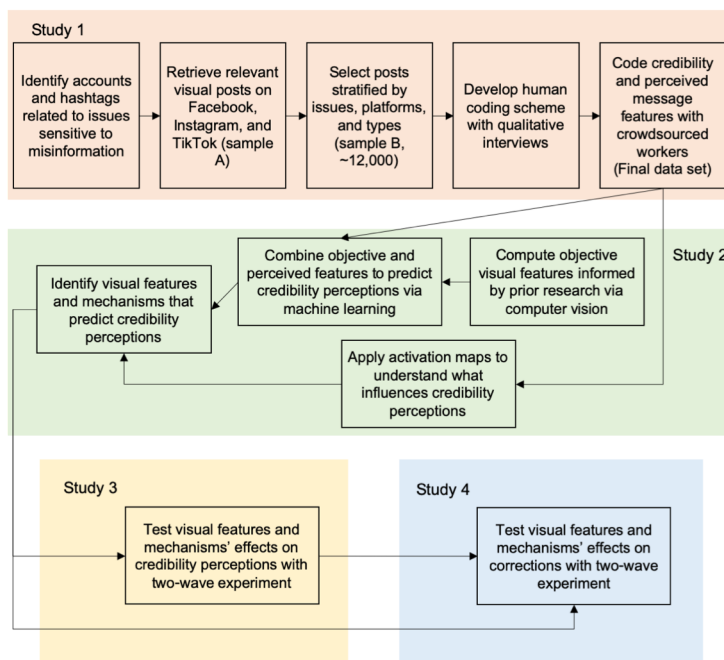 Study 1
Identify accounts
and hashtags
related to issues
sensitive to
misinformation
Retrieve relevant
visual posts on
Facebook,
Instagram, and
TikTok (sample
A)
Select posts
stratified by
issues, platforms,
and types
(sample B,
~12,000)
Develop human
coding scheme
with qualitative
interviews
Code credibility
and perceived
message
features with
crowdsourced
workers
(Final data set)
Study 2
Combine objective and
perceived features to predict
credibility perceptions via
machine learning
Compute objective
visual features informed
by prior research via
computer vision
Identify visual features
and mechanisms that
predict credibility
perceptions
Apply activation maps to
understand what
influences credibility
perceptions
Study 3
Test visual features and
mechanisms' effects on
credibility perceptions with
two-wave experiment
Study 4
Test visual features and
mechanisms' effects on
corrections with two-wave
experiment